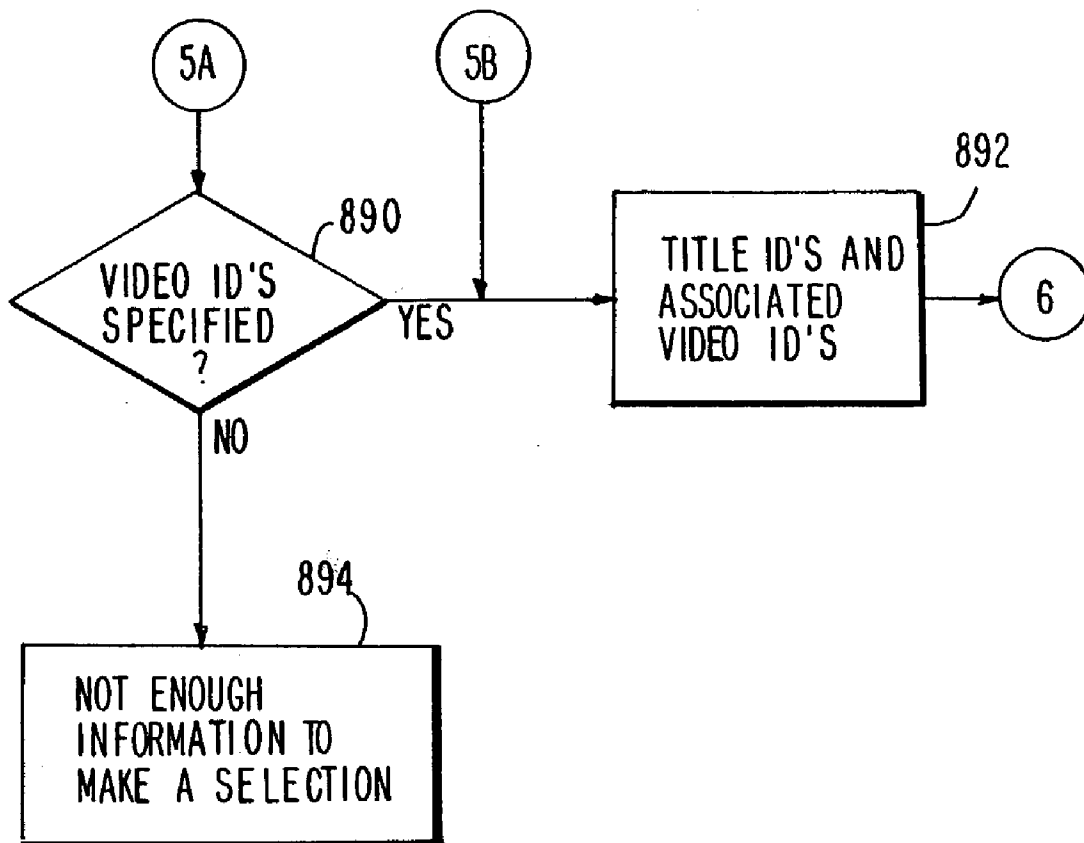 5A
5B
890
VIDEO ID'S
SPECIFIED
?
YES
NO
892
TITLE ID'S AND
ASSOCIATED
VIDEO ID'S
6
894
NOT ENOUGH
INFORMATION TO
MAKE A SELECTION